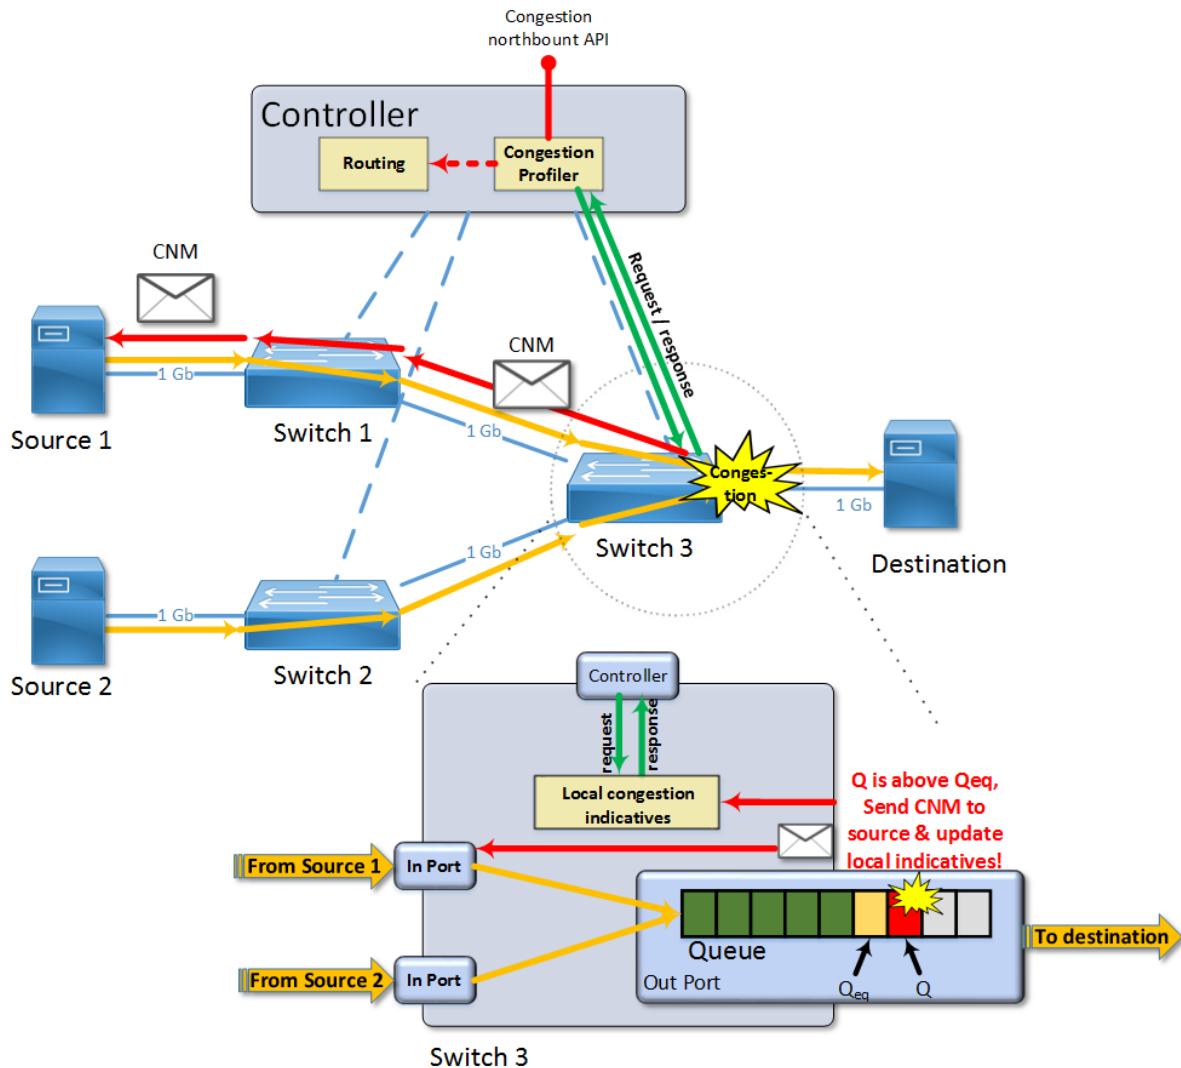 Congestion
northbount API
Controller
Routing
Congestion
Profiler
CNM
Request / response
CNM
1 Gb
Source 1
Switch 1
1 Gb
Conges-
tion
1 Gb
Switch 3
Destination
1 Gb
1 Gb
Source 2
Switch 2
Controller
request
response
Local congestion
indicatives
Q is above Qeq,
Send CNM to
source & update
local indicatives!
From Source 1
In Port
Queue
To destination
From Source 2
In Port
Out Port
Qeq
Q
Switch 3